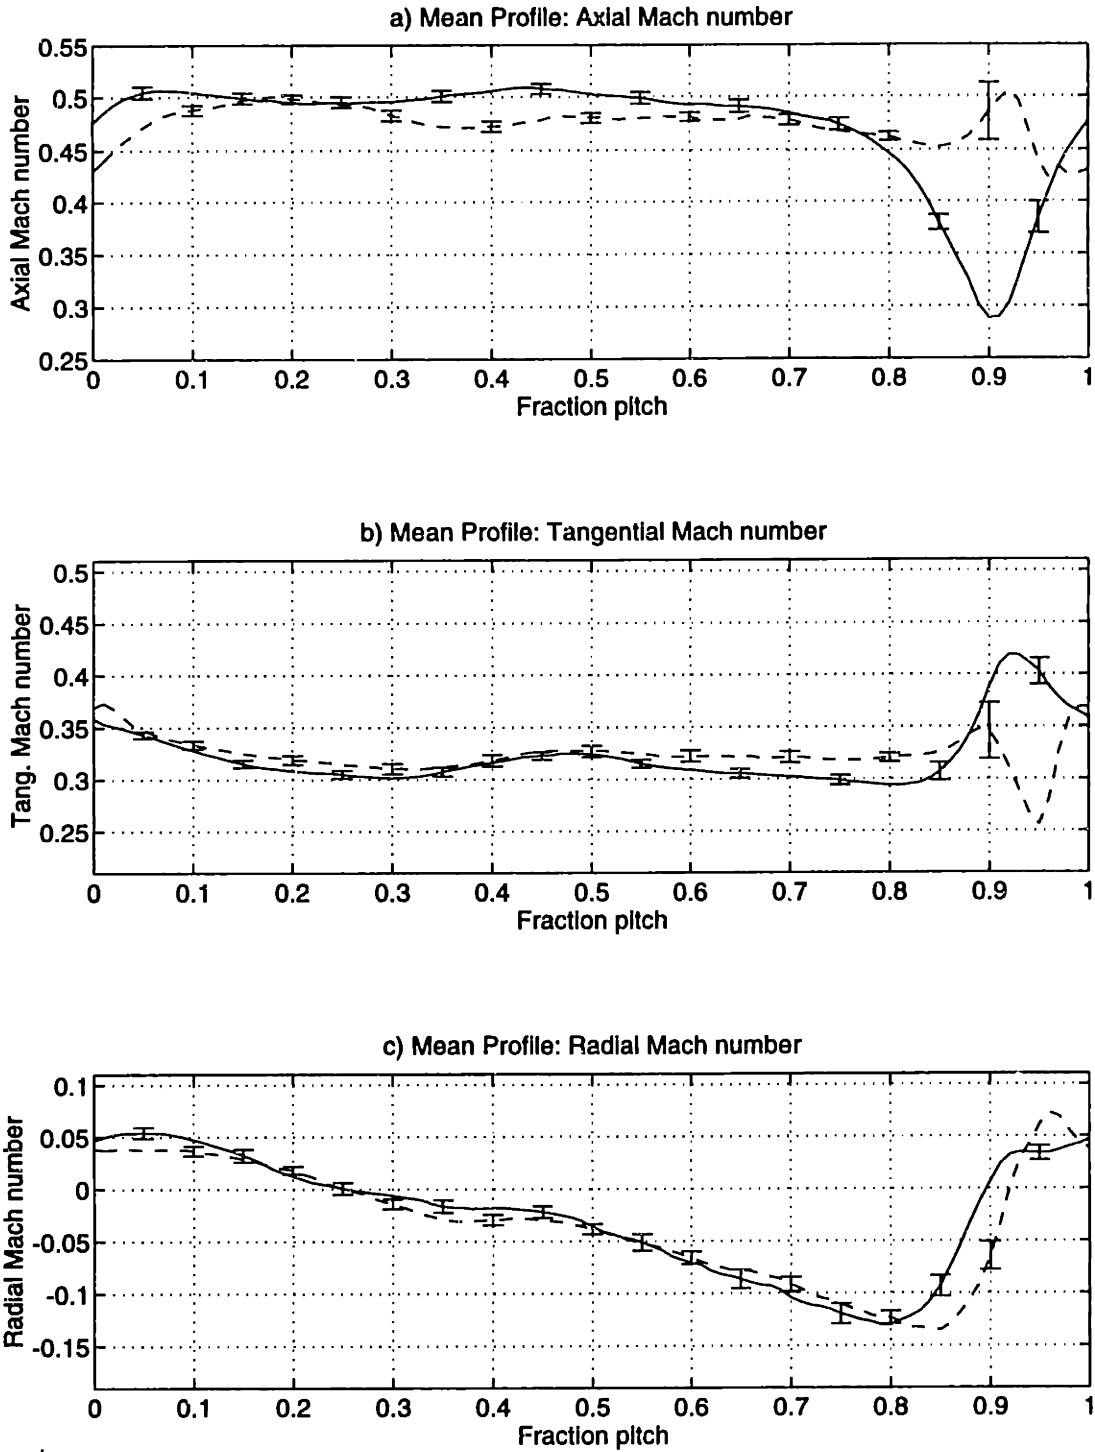 a) Mean Profile: Axial Mach number
Axial Mach number
0.55
0.5
0.45
0.4
0.35
0.3
0.25
0 0.1 0.2 0.3 0.4 0.5 0.6 0.7 0.8 0.9 1
Fraction pitch
b) Mean Profile: Tangential Mach number
Tang. Mach number
0.5
0.45
0.4
0.35
0.3
0.25
0 0.1 0.2 0.3 0.4 0.5 0.6 0.7 0.8 0.9 1
Fraction pitch
c) Mean Profile: Radial Mach number
Radial Mach number
0.1
0.05
0
-0.05
-0.1
-0.15
0 0.1 0.2 0.3 0.4 0.5 0.6 0.7 0.8 0.9 1
Fraction pitch